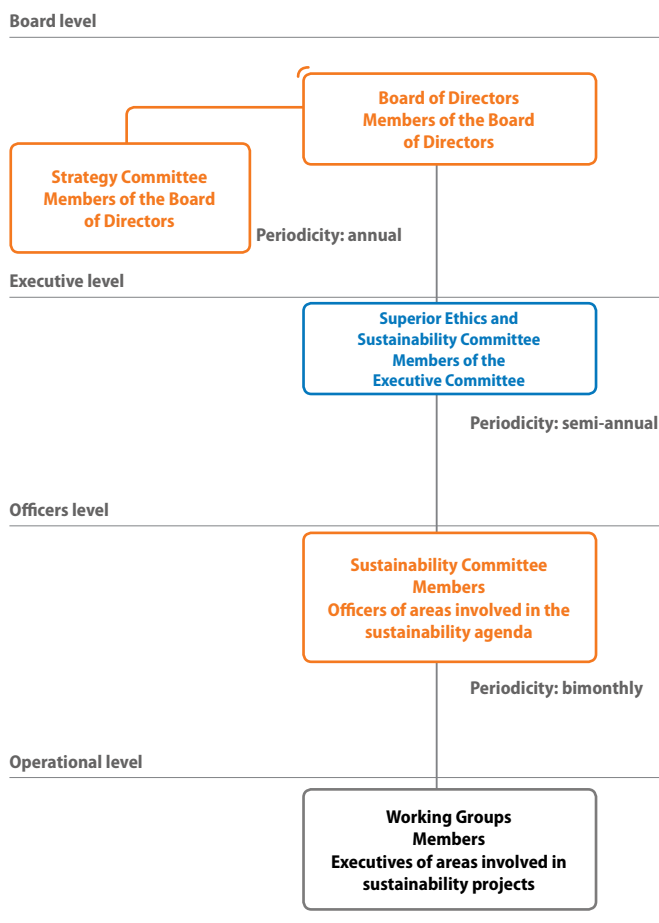 Board level
Board of Directors
Members of the Board
of Directors
Strategy Committee
Members of the Board
of Directors
Periodicity: annual
Executive level
Superior Ethics and
Sustainability Committee
Members of the
Executive Committee
Periodicity: semi-annual
Officers level
Sustainability Committee
Members
Officers of areas involved in the
sustainability agenda
Periodicity: bimonthly
Operational level
Working Groups
Members
Executives of areas involved in
sustainability projects